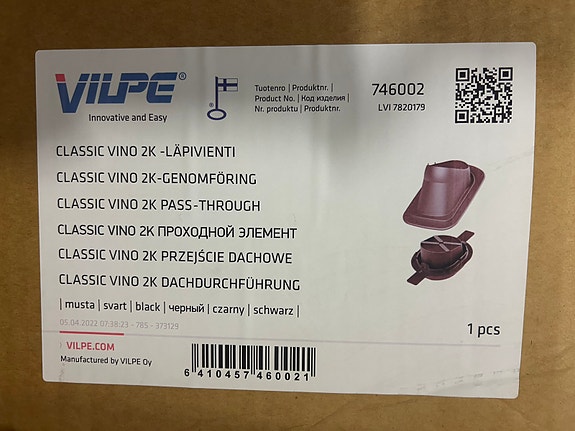 VILPE®
Innovative and Easy
Tuotenro | Produktnr. |
Product No. | Код изделия |
Nr. produktu | Produktnr.
746002
LVI 7820179
CLASSIC VINO 2K -LÄPIVIENTI
CLASSIC VINO 2K-GENOMFÖRING
CLASSIC VINO 2K PASS-THROUGH
CLASSIC VINO 2K ПРОХОДНОЙ ЭЛЕМЕНТ
CLASSIC VINO 2K PRZEJŚCIE DACHOWE
CLASSIC VINO 2K DACHDURCHFÜHRUNG
| musta | svart | black | черный | czarny | schwarz |
05.04.2022 07:38:23 - 785 - 373129
1 pcs
| VILPE.COM
Manufactured by VILPE Oy
6 410457 460021